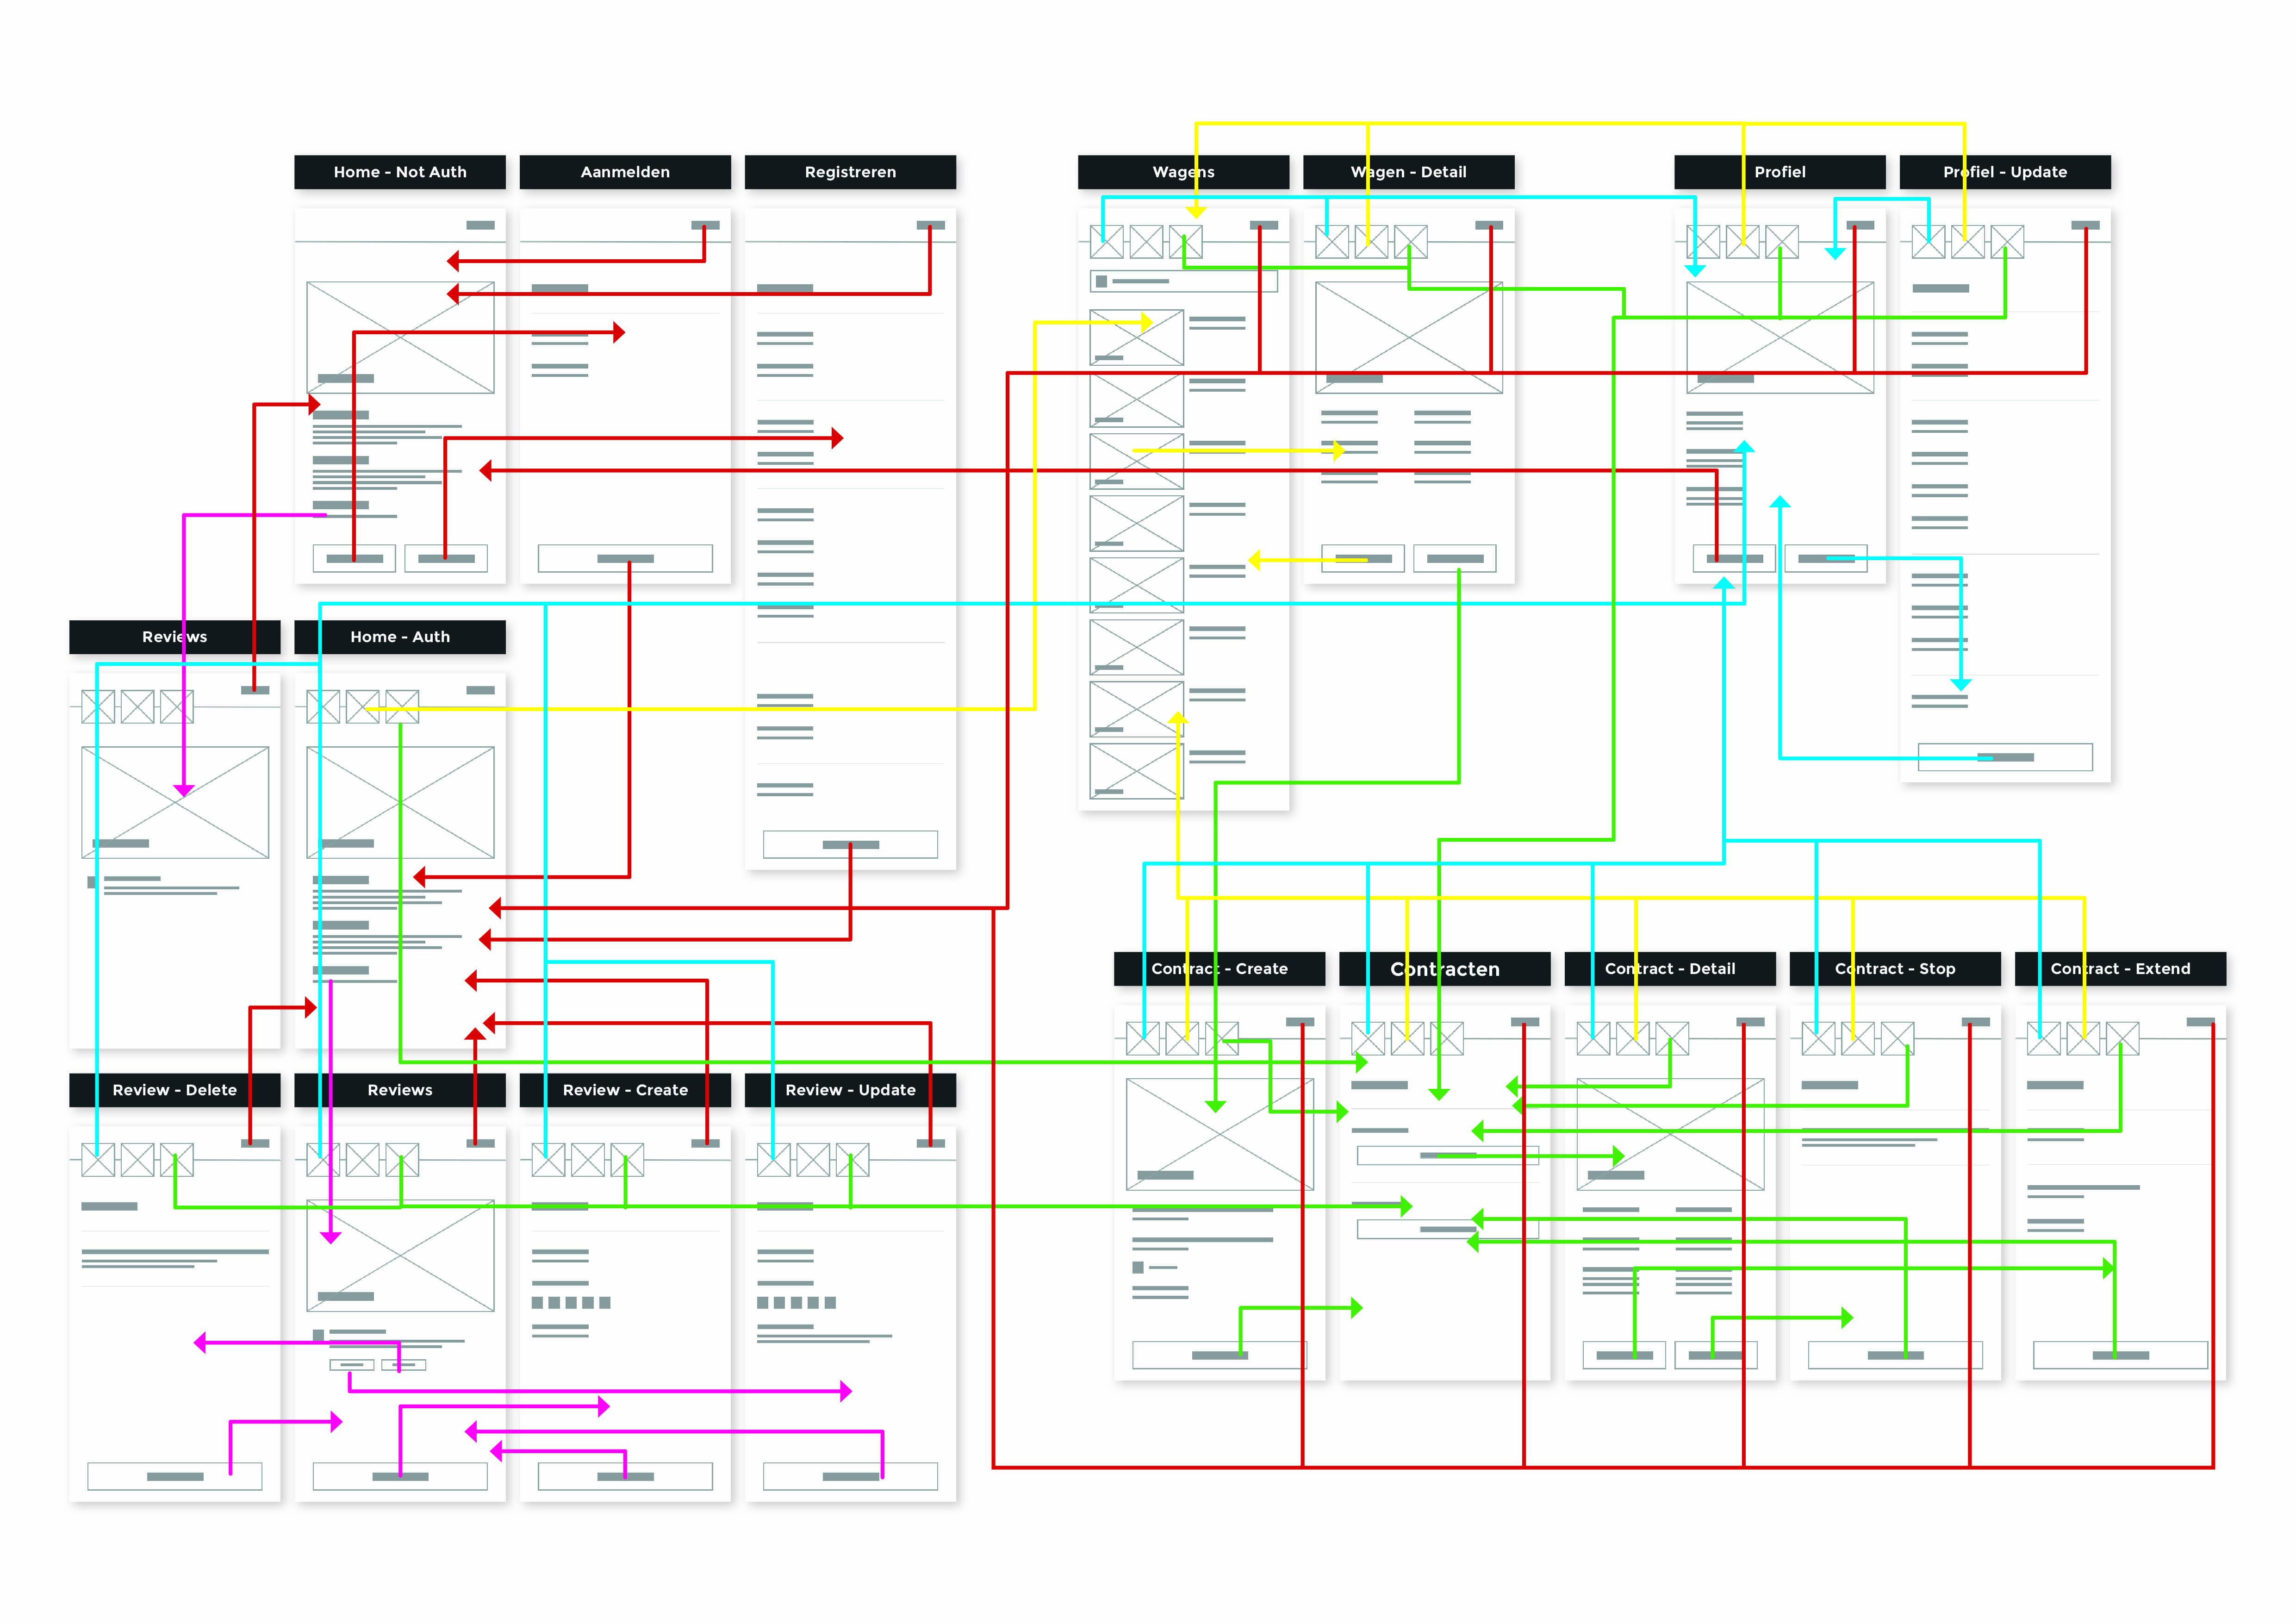 Home - Not Auth
Aanmelden
Registreren
Wagens
Wagen - Detail
Profiel
Profiel - Update
Reviews
Home - Auth
Contract - Create
Contracten
Contract - Detail
Contract - Stop
Contract - Extend
Review - Delete
Reviews
Review - Create
Review - Update